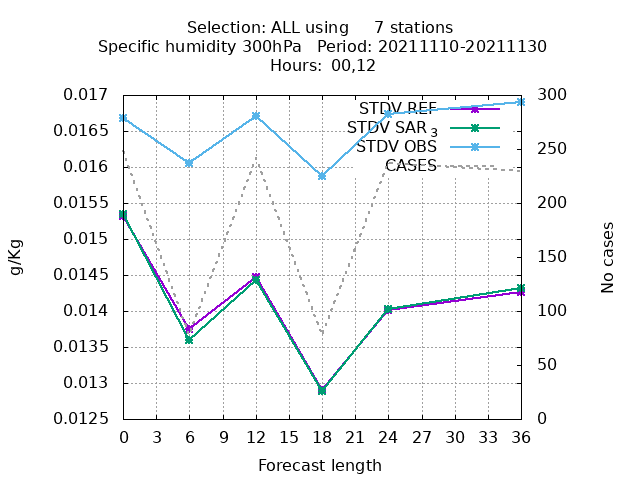 Selection: ALL using     7 stations
Specific humidity 300hPa   Period: 20211110-20211130
Hours: 00,12
0.017
0.0165
0.016
0.0155
0.015
0.0145
0.014
0.0135
0.013
0.0125
g/Kg
STDV REF
STDV SAR 3
STDV OBS
CASES
300
250
200
150
100
50
0
No cases
0 3 6 9 12 15 18 21 24 27 30 33 36
Forecast length